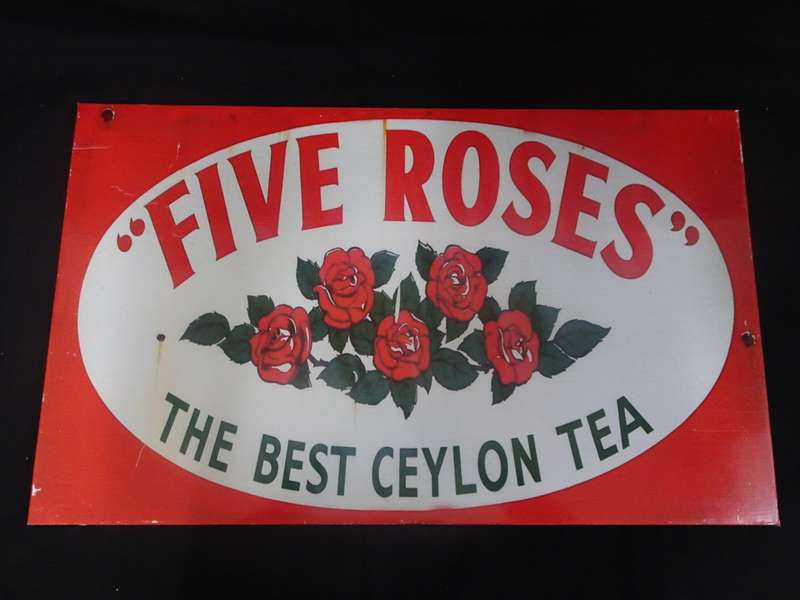 “FIVE ROSES”
THE BEST CEYLON TEA